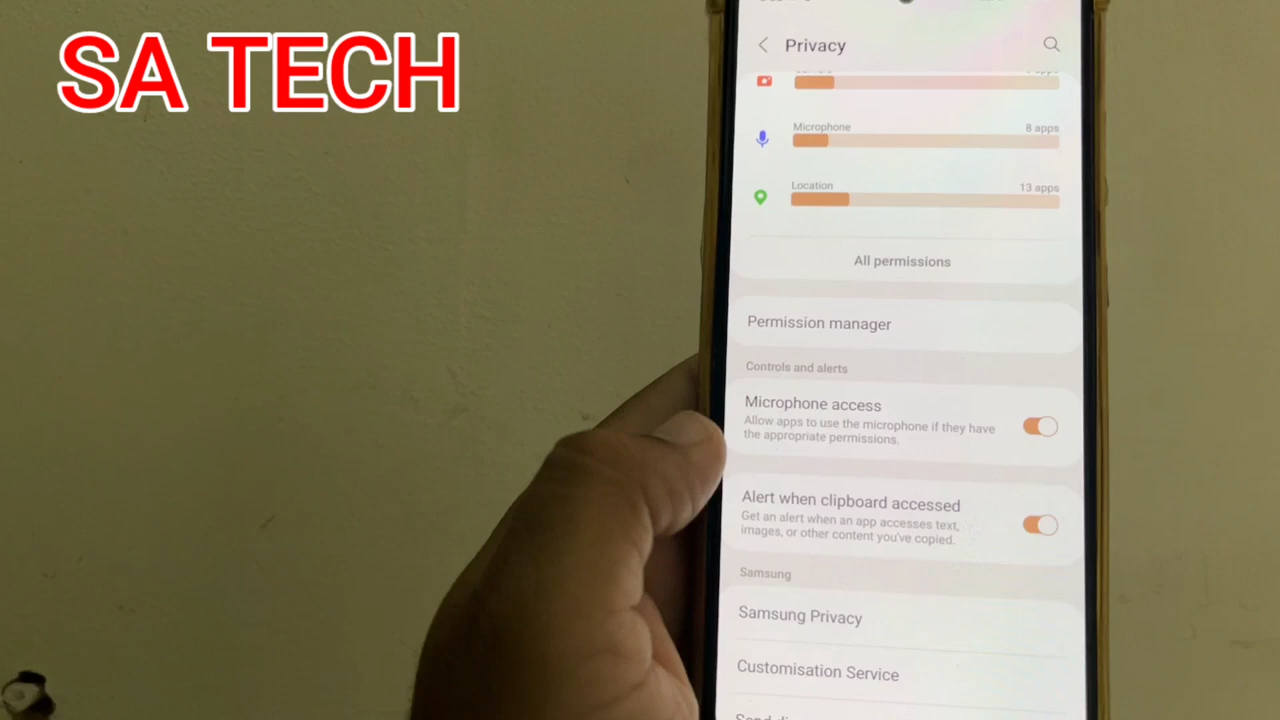 SA TECH
Privacy
Microphone
8 apps
Location
13 apps
All permissions
Permission manager
Controls and alerts
Microphone access
Allow apps to use the microphone if they have
the appropriate permissions.
Alert when clipboard accessed
Get an alert when an app accesses text,
images, or other content you've copied.
Samsung
Samsung Privacy
Customisation Service